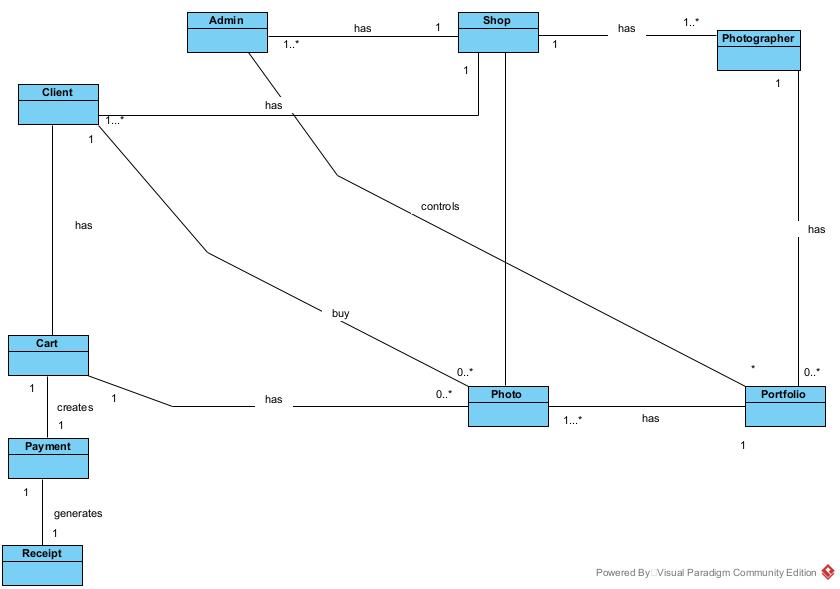 Admin
has
1
Shop
1..*
1
has
1..*
Photographer
1
1
Client
has
1...*
1
controls
has
has
buy
Cart
0..*
*
0..*
1
1
has
0..*
Photo
Portfolio
creates
1
1...*
has
1
Payment
1
generates
1
Receipt
Powered By Visual Paradigm Community Edition